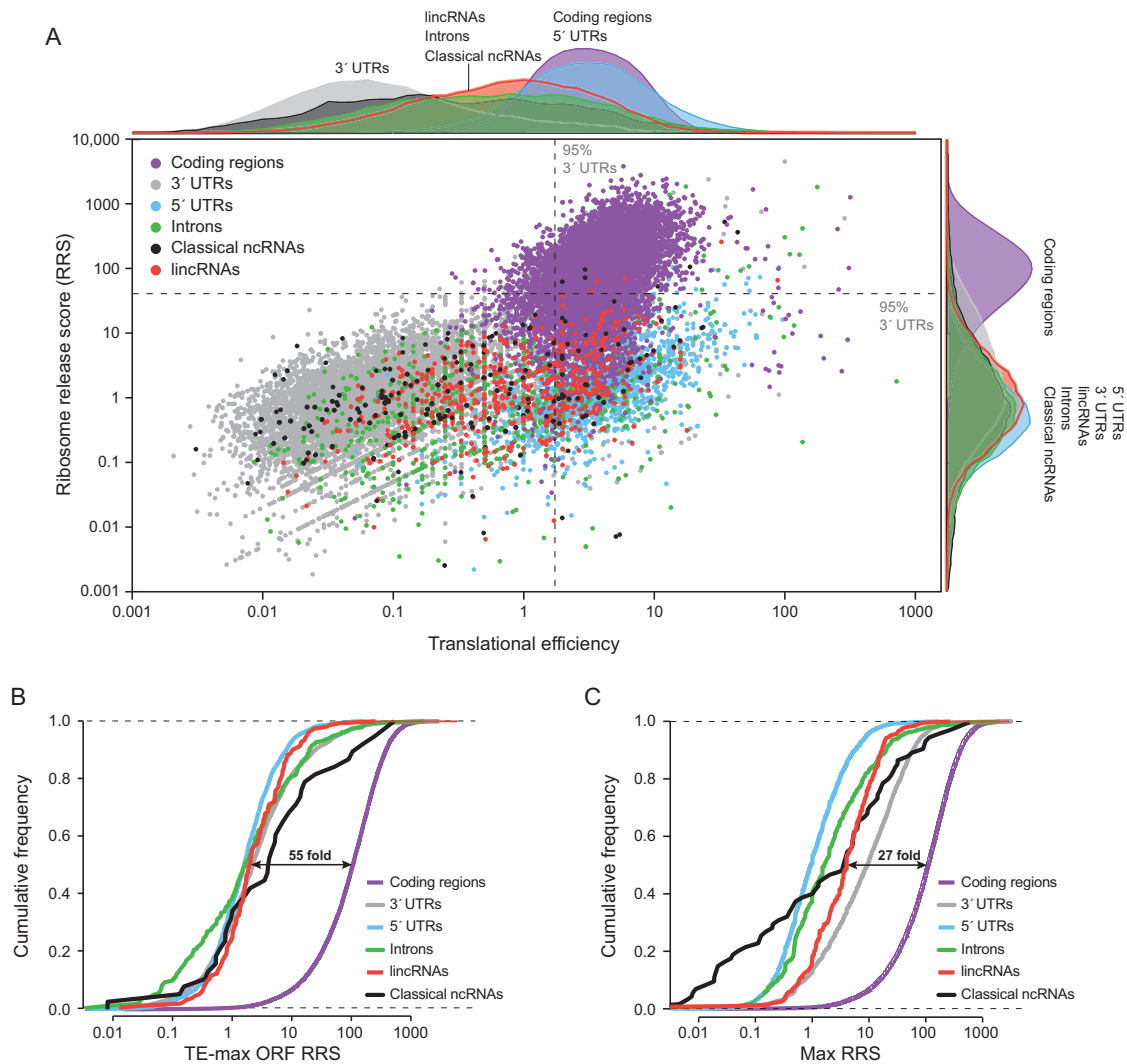 A
lincRNAs
Introns
Classical ncRNAs
Coding regions
5´ UTRs
3´ UTRs
10,000
1000
100
10
1
0.1
0.01
0.001
Ribosome release score (RRS)
Coding regions
3´ UTRs
5´ UTRs
Introns
Classical ncRNAs
lincRNAs
95%
3´ UTRs
95%
3´ UTRs
0.001
0.01
0.1
1
10
100
1000
Translational efficiency
Coding regions
5´ UTRs
3´ UTRs
lincRNAs
Introns
Classical ncRNAs
B
1.0
0.8
0.6
0.4
0.2
0.0
Cumulative frequency
55 fold
Coding regions
3´ UTRs
5´ UTRs
Introns
lincRNAs
Classical ncRNAs
0.01
0.1
1
10
100
1000
TE-max ORF RRS
C
1.0
0.8
0.6
0.4
0.2
0.0
Cumulative frequency
27 fold
Coding regions
3´ UTRs
5´ UTRs
Introns
lincRNAs
Classical ncRNAs
0.01
0.1
1
10
100
1000
Max RRS